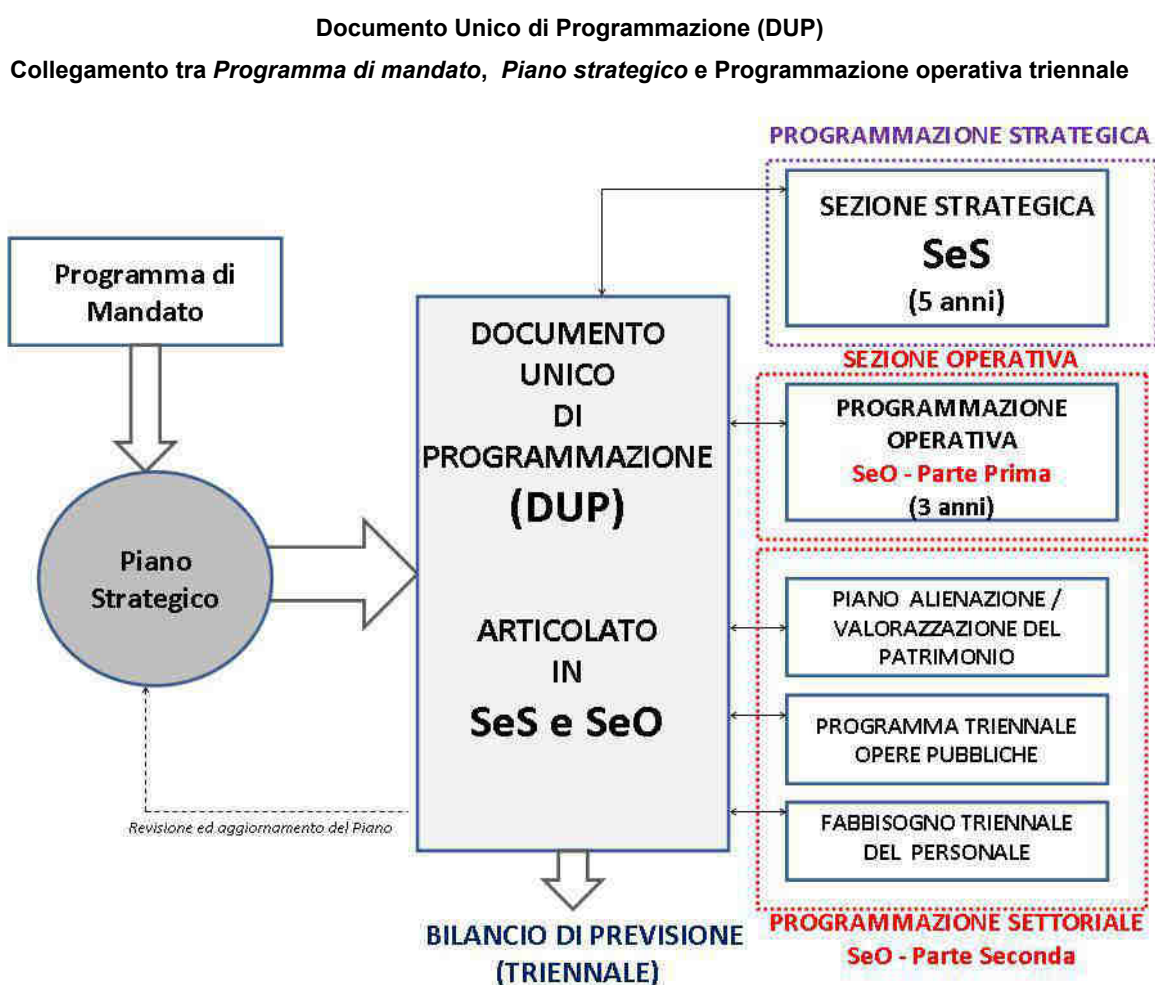 Documento Unico di Programmazione (DUP)
Collegamento tra Programma di mandato, Piano strategico e Programmazione operativa triennale
PROGRAMMAZIONE STRATEGICA
SEZIONE STRATEGICA
SeS
(5 anni)
Programma di
Mandato
SEZIONE OPERATIVA
PROGRAMMAZIONE
OPERATIVA
SeO - Parte Prima
(3 anni)
DOCUMENTO
UNICO
DI
PROGRAMMAZIONE
(DUP)
ARTICOLATO
IN
SeS e SeO
Piano
Strategico
PIANO ALIENAZIONE /
VALORAZZAZIONE DEL
PATRIMONIO
PROGRAMMA TRIENNALE
OPERE PUBBLICHE
FABBISOGNO TRIENNALE
DEL PERSONALE
Revisione ed aggiornamento del Piano
PROGRAMMAZIONE SETTORIALE
SeO - Parte Seconda
BILANCIO DI PREVISIONE
(TRIENNALE)